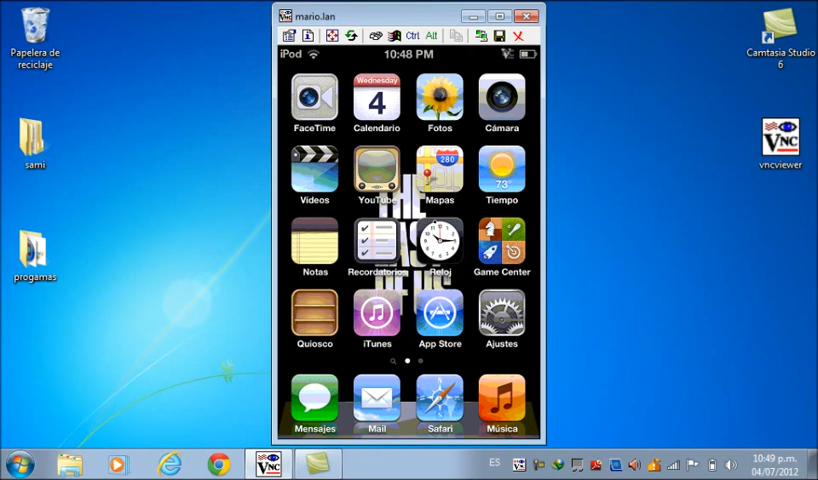 Papelera de
reciclaje
sami
progamas
Camtasia Studio
6
VNC
vncviewer
mario.lan
Ctrl Alt
iPod 10:48 PM
FaceTime
Wednesday
4
Calendario
Fotos
Cámara
Vídeos
YouTube
280
Mapas
73°
Tiempo
Notas
Recordatorios
Reloj
Game Center
Quiosco
iTunes
App Store
Ajustes
Mensajes
Mail
Safari
Música
ES
10:49 p.m.
04/07/2012